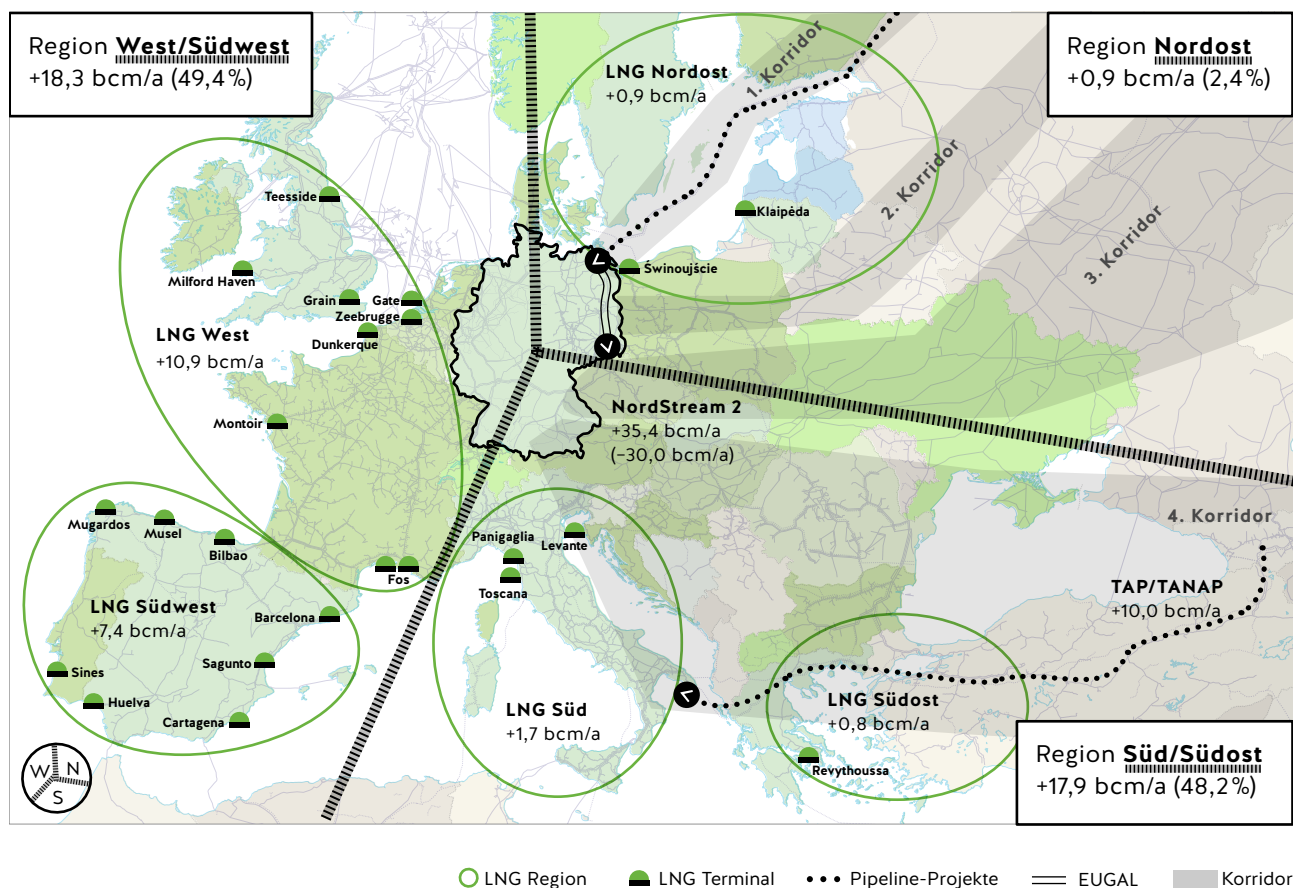 Region West/Südwest
+18,3 bcm/a (49,4%)
Region Nordost
+0,9 bcm/a (2,4%)
LNG Nordost
+0,9 bcm/a
1. Korridor
2. Korridor
3. Korridor
Teesside
Klaipėda
Milford Haven
Świnoujście
Grain
Gate
Zeebrugge
Dunkerque
LNG West
+10,9 bcm/a
NordStream 2
+35,4 bcm/a
(−30,0 bcm/a)
Montoir
4. Korridor
Mugardos
Musel
Bilbao
Panigaglia
Levante
Fos
Toscana
TAP/TANAP
+10,0 bcm/a
LNG Südwest
+7,4 bcm/a
Barcelona
Sagunto
Sines
Huelva
Cartagena
LNG Süd
+1,7 bcm/a
LNG Südost
+0,8 bcm/a
Revythoussa
Region Süd/Südost
+17,9 bcm/a (48,2%)
W N
S
LNG Region
LNG Terminal
Pipeline-Projekte
EUGAL
Korridor